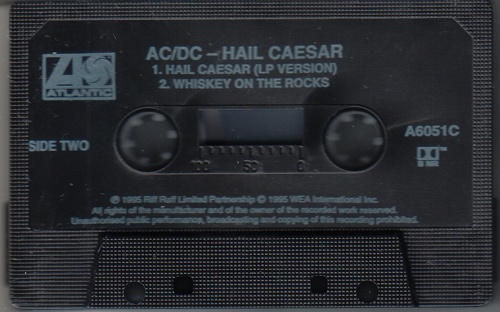 AC/DC – HAIL CAESAR
1. HAIL CAESAR (LP VERSION)
2. WHISKEY ON THE ROCKS
ATLANTIC
SIDE TWO
A6051C
100 50 0
℗ 1995 Riff Raff Limited Partnership © 1995 WEA International Inc.
All rights of the manufacturer and of the owner of the recorded work reserved.
Unauthorised public performance, broadcasting and copying of this recording prohibited.